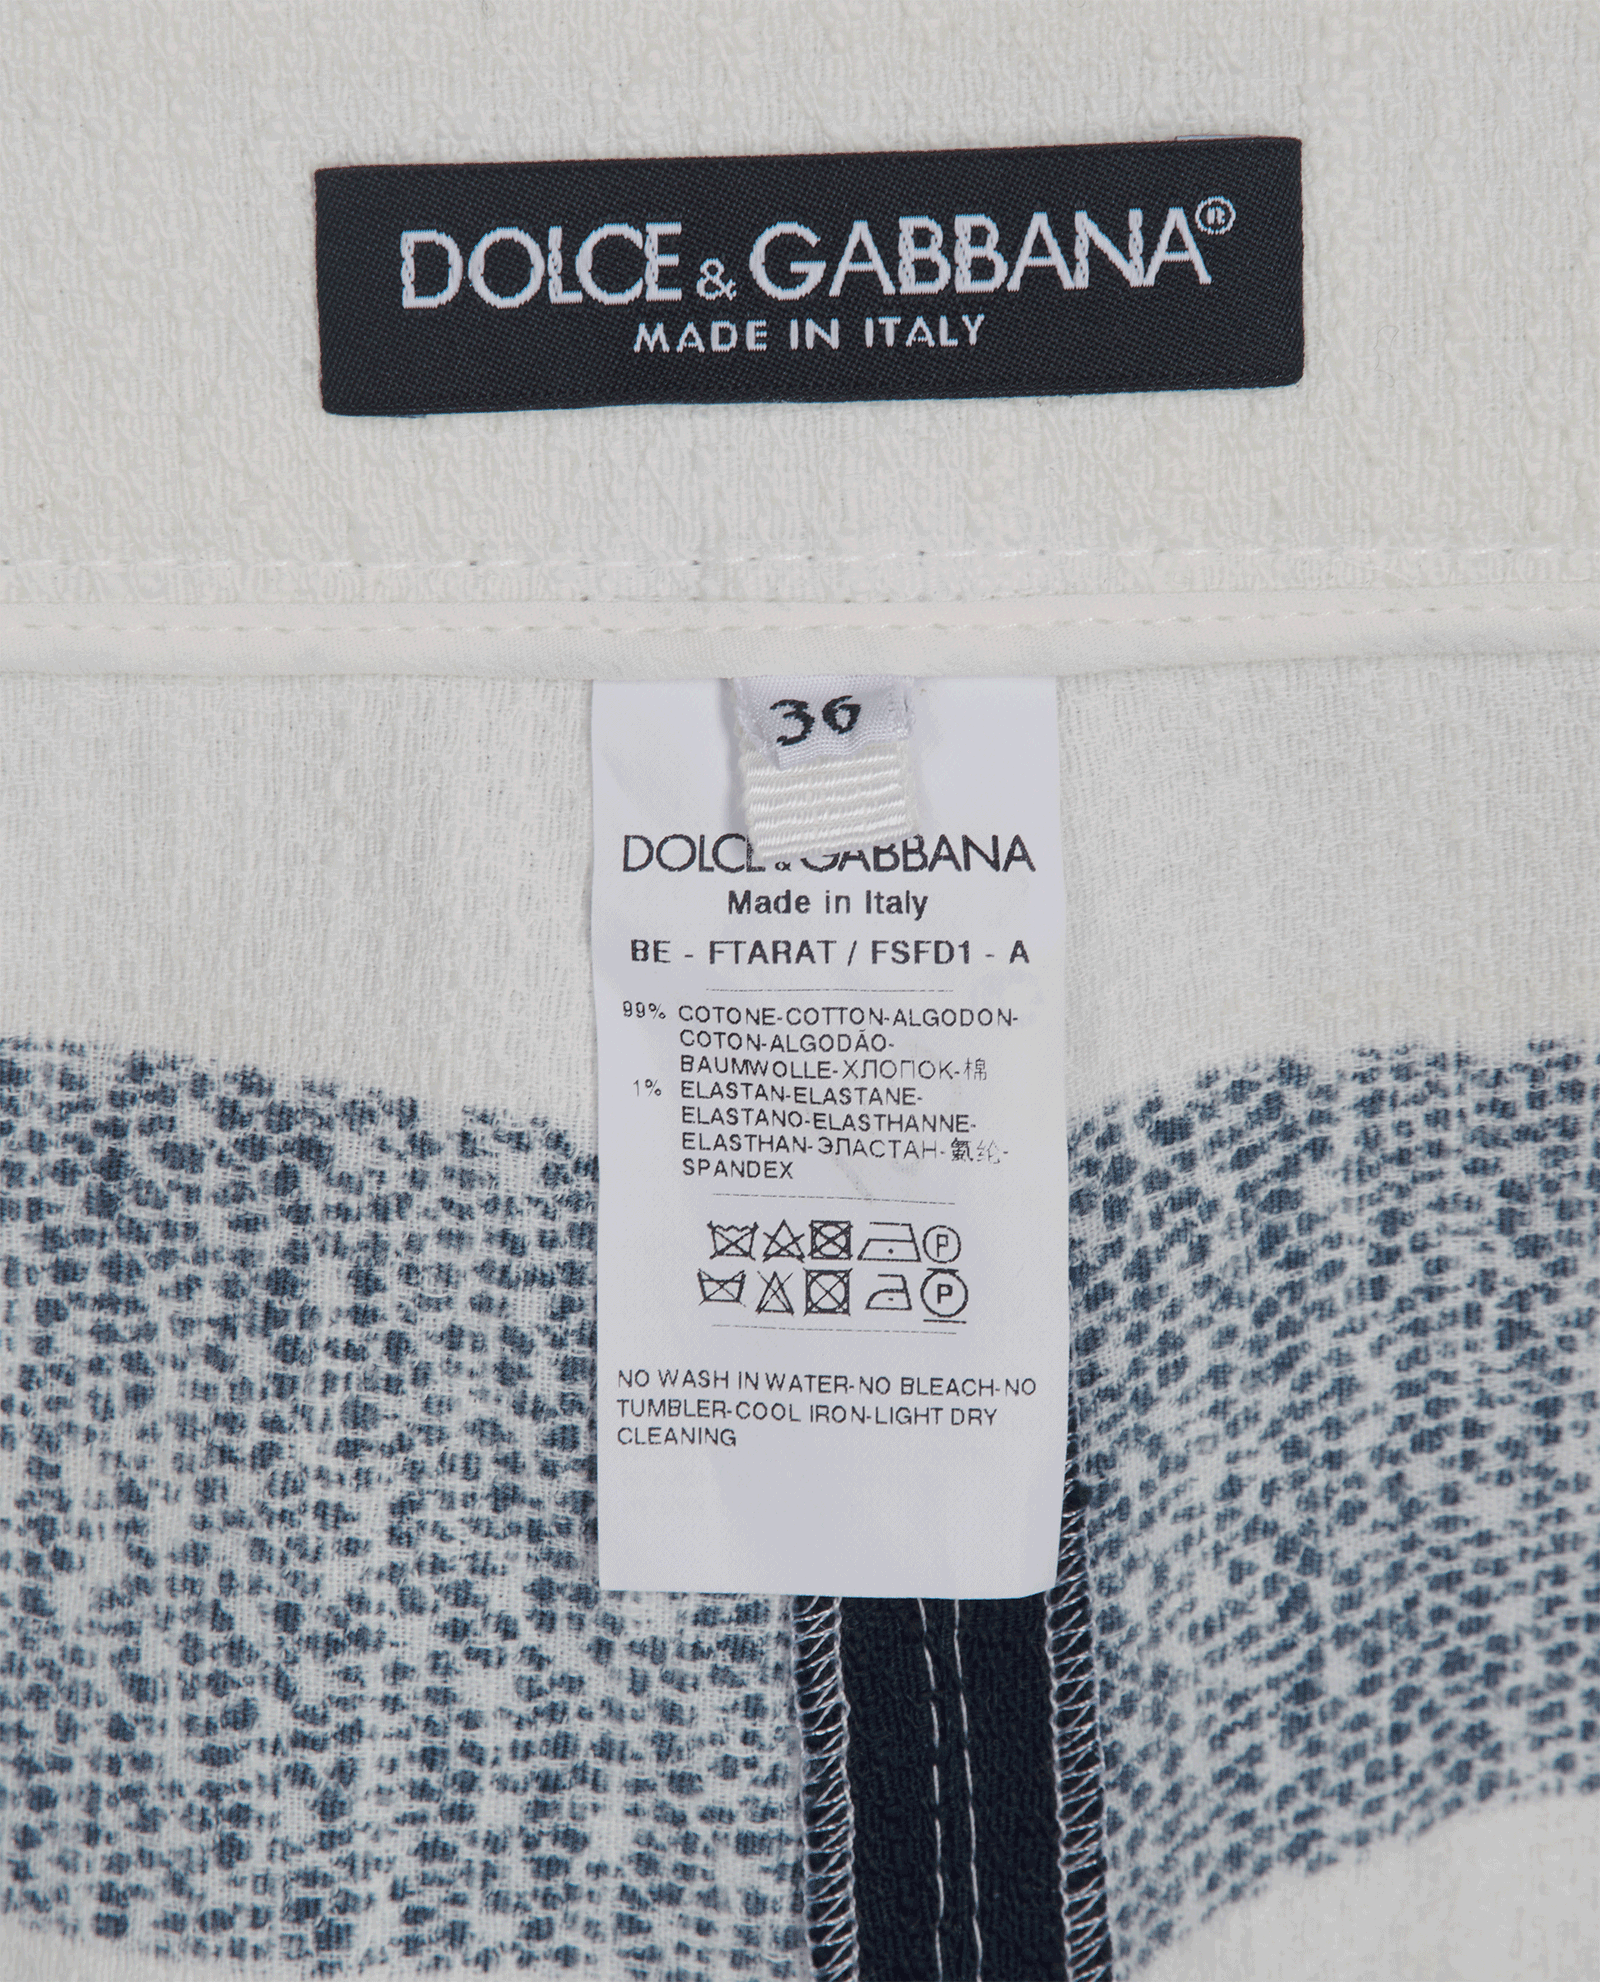 DOLCE & GABBANA®
MADE IN ITALY
36
DOLCE & GABBANA
Made in Italy
BE - FTARAT / FSFD1 - A
99% COTONE-COTTON-ALGODON-
COTON-ALGODÃO-
BAUMWOLLE-ХЛОПОК-棉
1% ELASTAN-ELASTANE-
ELASTANO-ELASTHANNE-
ELASTHAN-ЭЛАСТАН-氨纶-
SPANDEX
P
P
NO WASH IN WATER-NO BLEACH-NO
TUMBLER-COOL IRON-LIGHT DRY
CLEANING